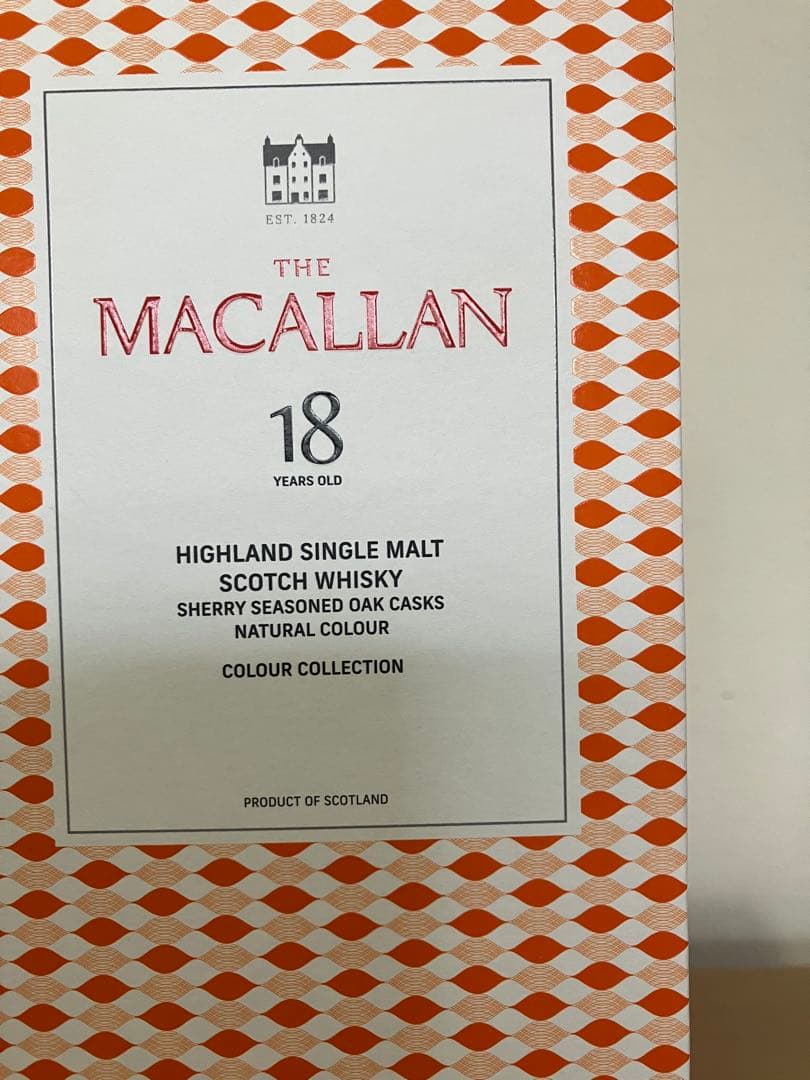 EST. 1824
THE
MACALLAN
18
YEARS OLD
HIGHLAND SINGLE MALT
SCOTCH WHISKY
SHERRY SEASONED OAK CASKS
NATURAL COLOUR
COLOUR COLLECTION
PRODUCT OF SCOTLAND